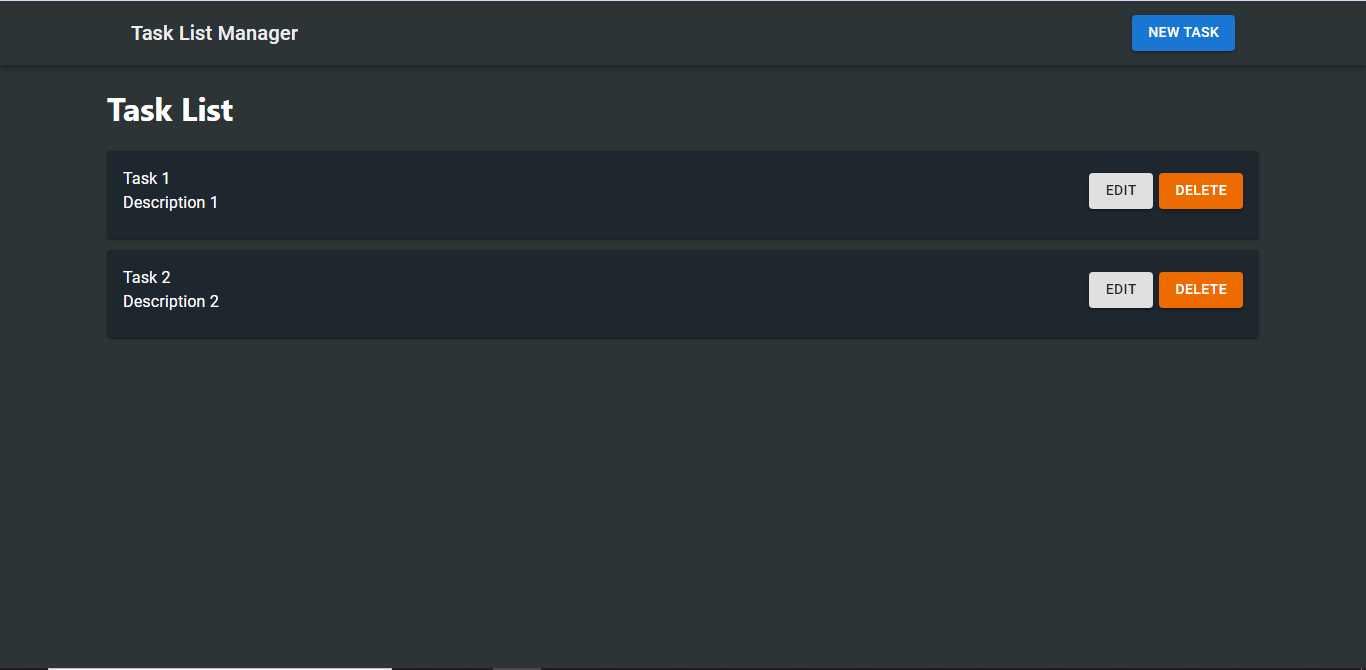 Task List Manager
NEW TASK
Task List
Task 1
Description 1
EDIT
DELETE
Task 2
Description 2
EDIT
DELETE